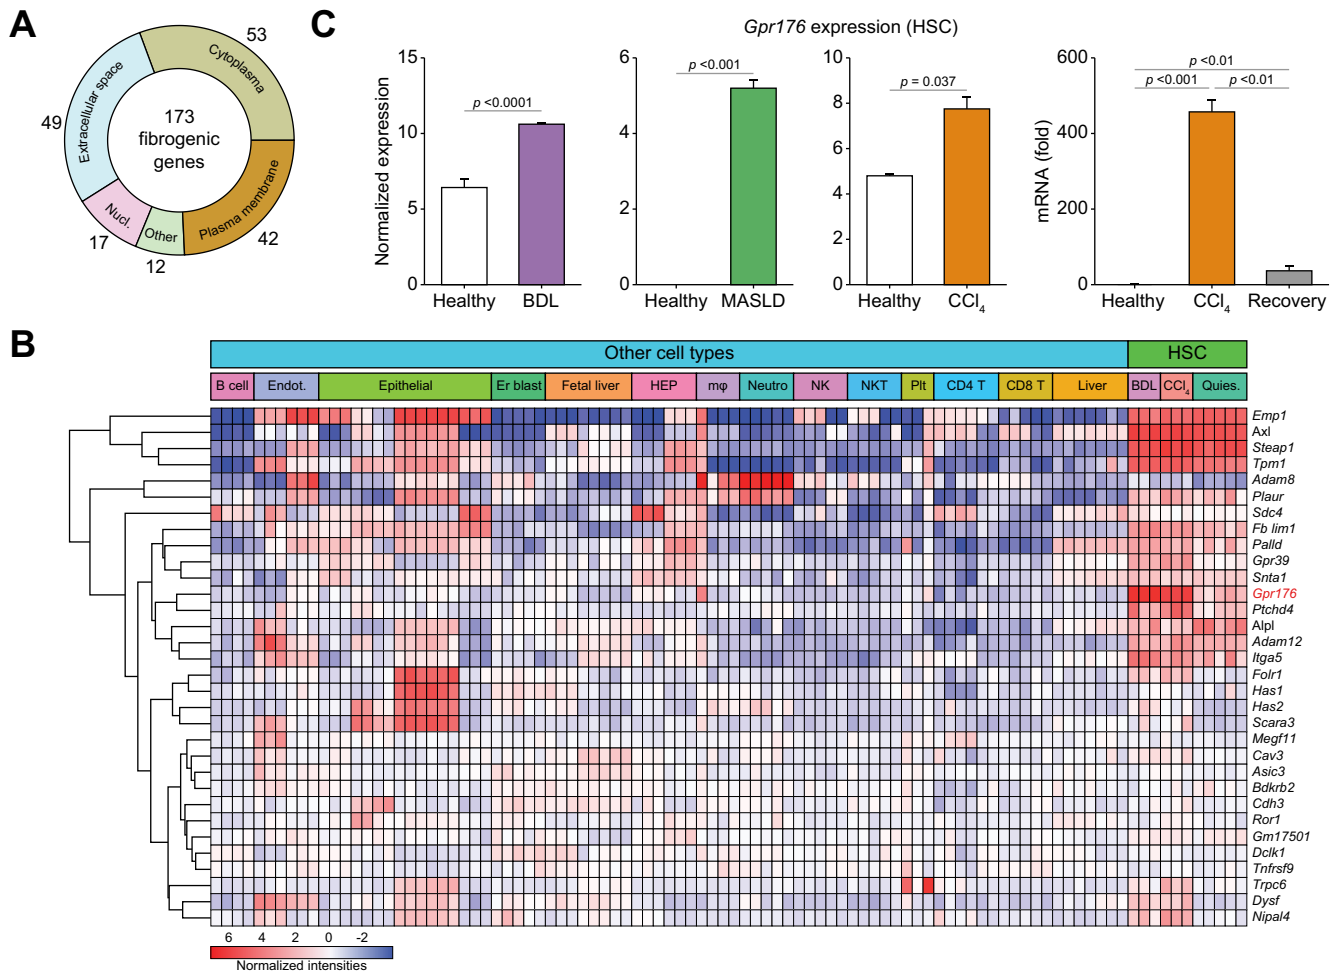 A
53
Cytoplasma
Extracellular space
49
173
fibrogenic
genes
Nucl.
Other
Plasma membrane
17
12
42
C
Gpr176 expression (HSC)
Normalized expression
15
10
5
0
p <0.0001
Healthy
BDL
6
4
2
0
p <0.001
Healthy
MASLD
10
8
6
4
2
0
p = 0.037
Healthy
CCl4
mRNA (fold)
600
400
200
0
p <0.01
p <0.001
p <0.01
Healthy
CCl4
Recovery
B
Other cell types
HSC
B cell
Endot.
Epithelial
Er blast
Fetal liver
HEP
mφ
Neutro
NK
NKT
Plt
CD4 T
CD8 T
Liver
BDL
CCl4
Quies.
Emp1
Axl
Steap1
Tpm1
Adam8
Plaur
Sdc4
Fb lim1
Palld
Gpr39
Snta1
Gpr176
Ptchd4
Alpl
Adam12
Itga5
Folr1
Has1
Has2
Scara3
Megf11
Cav3
Asic3
Bdkrb2
Cdh3
Ror1
Gm17501
Dclk1
Tnfrsf9
Trpc6
Dysf
Nipal4
6 4 2 0 -2
Normalized intensities